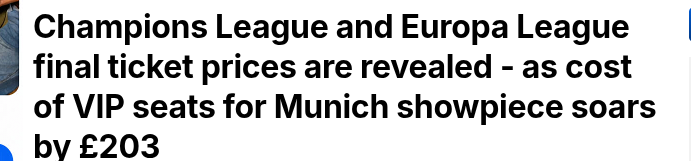 Champions League and Europa League
final ticket prices are revealed - as cost
of VIP seats for Munich showpiece soars
by £203